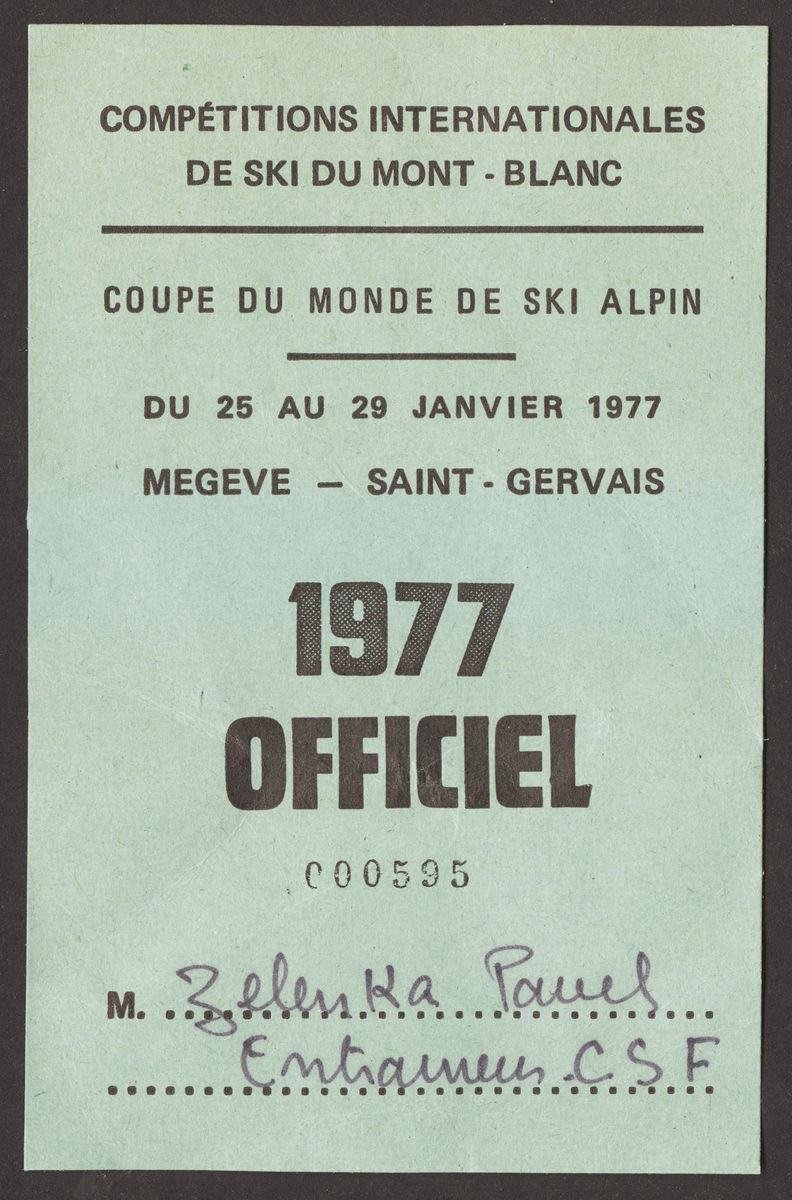 COMPÉTITIONS INTERNATIONALES
DE SKI DU MONT - BLANC
COUPE DU MONDE DE SKI ALPIN
DU 25 AU 29 JANVIER 1977
MEGEVE — SAINT - GERVAIS
1977
OFFICIEL
000595
M. Zelenka Pavel
Entraineur CSF